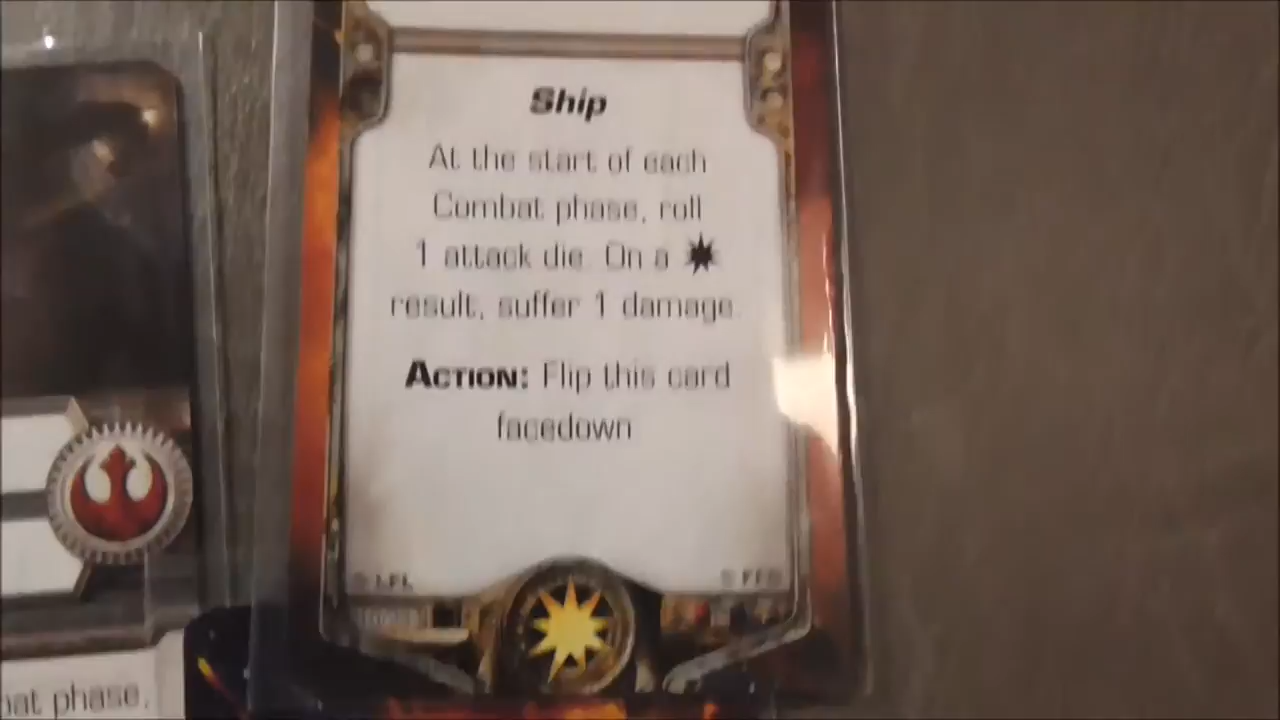 Ship
At the start of each
Combat phase, roll
1 attack die. On a
result, suffer 1 damage.
ACTION: Flip this card
facedown
phase,